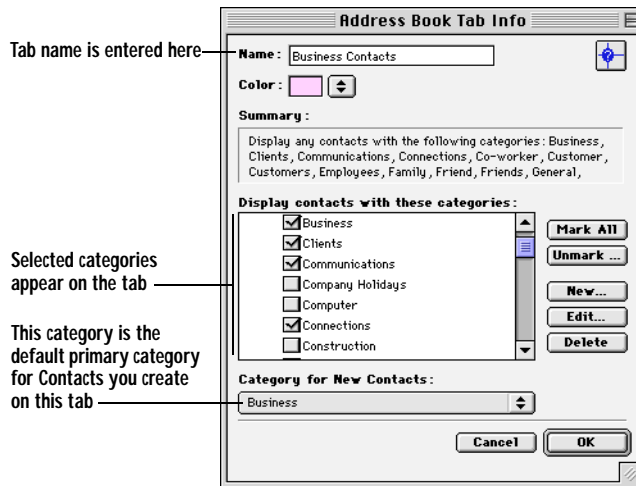 Address Book Tab Info
Tab name is entered here
Name: Business Contacts
Color:
Summary:
Display any contacts with the following categories: Business,
Clients, Communications, Connections, Co-worker, Customer,
Customers, Employees, Family, Friend, Friends, General,
Display contacts with these categories:
Business
Clients
Communications
Company Holidays
Computer
Connections
Construction
Mark All
Unmark ...
New...
Edit...
Delete
Selected categories
appear on the tab
This category is the
default primary category
for Contacts you create
on this tab
Category for New Contacts:
Business
Cancel
OK